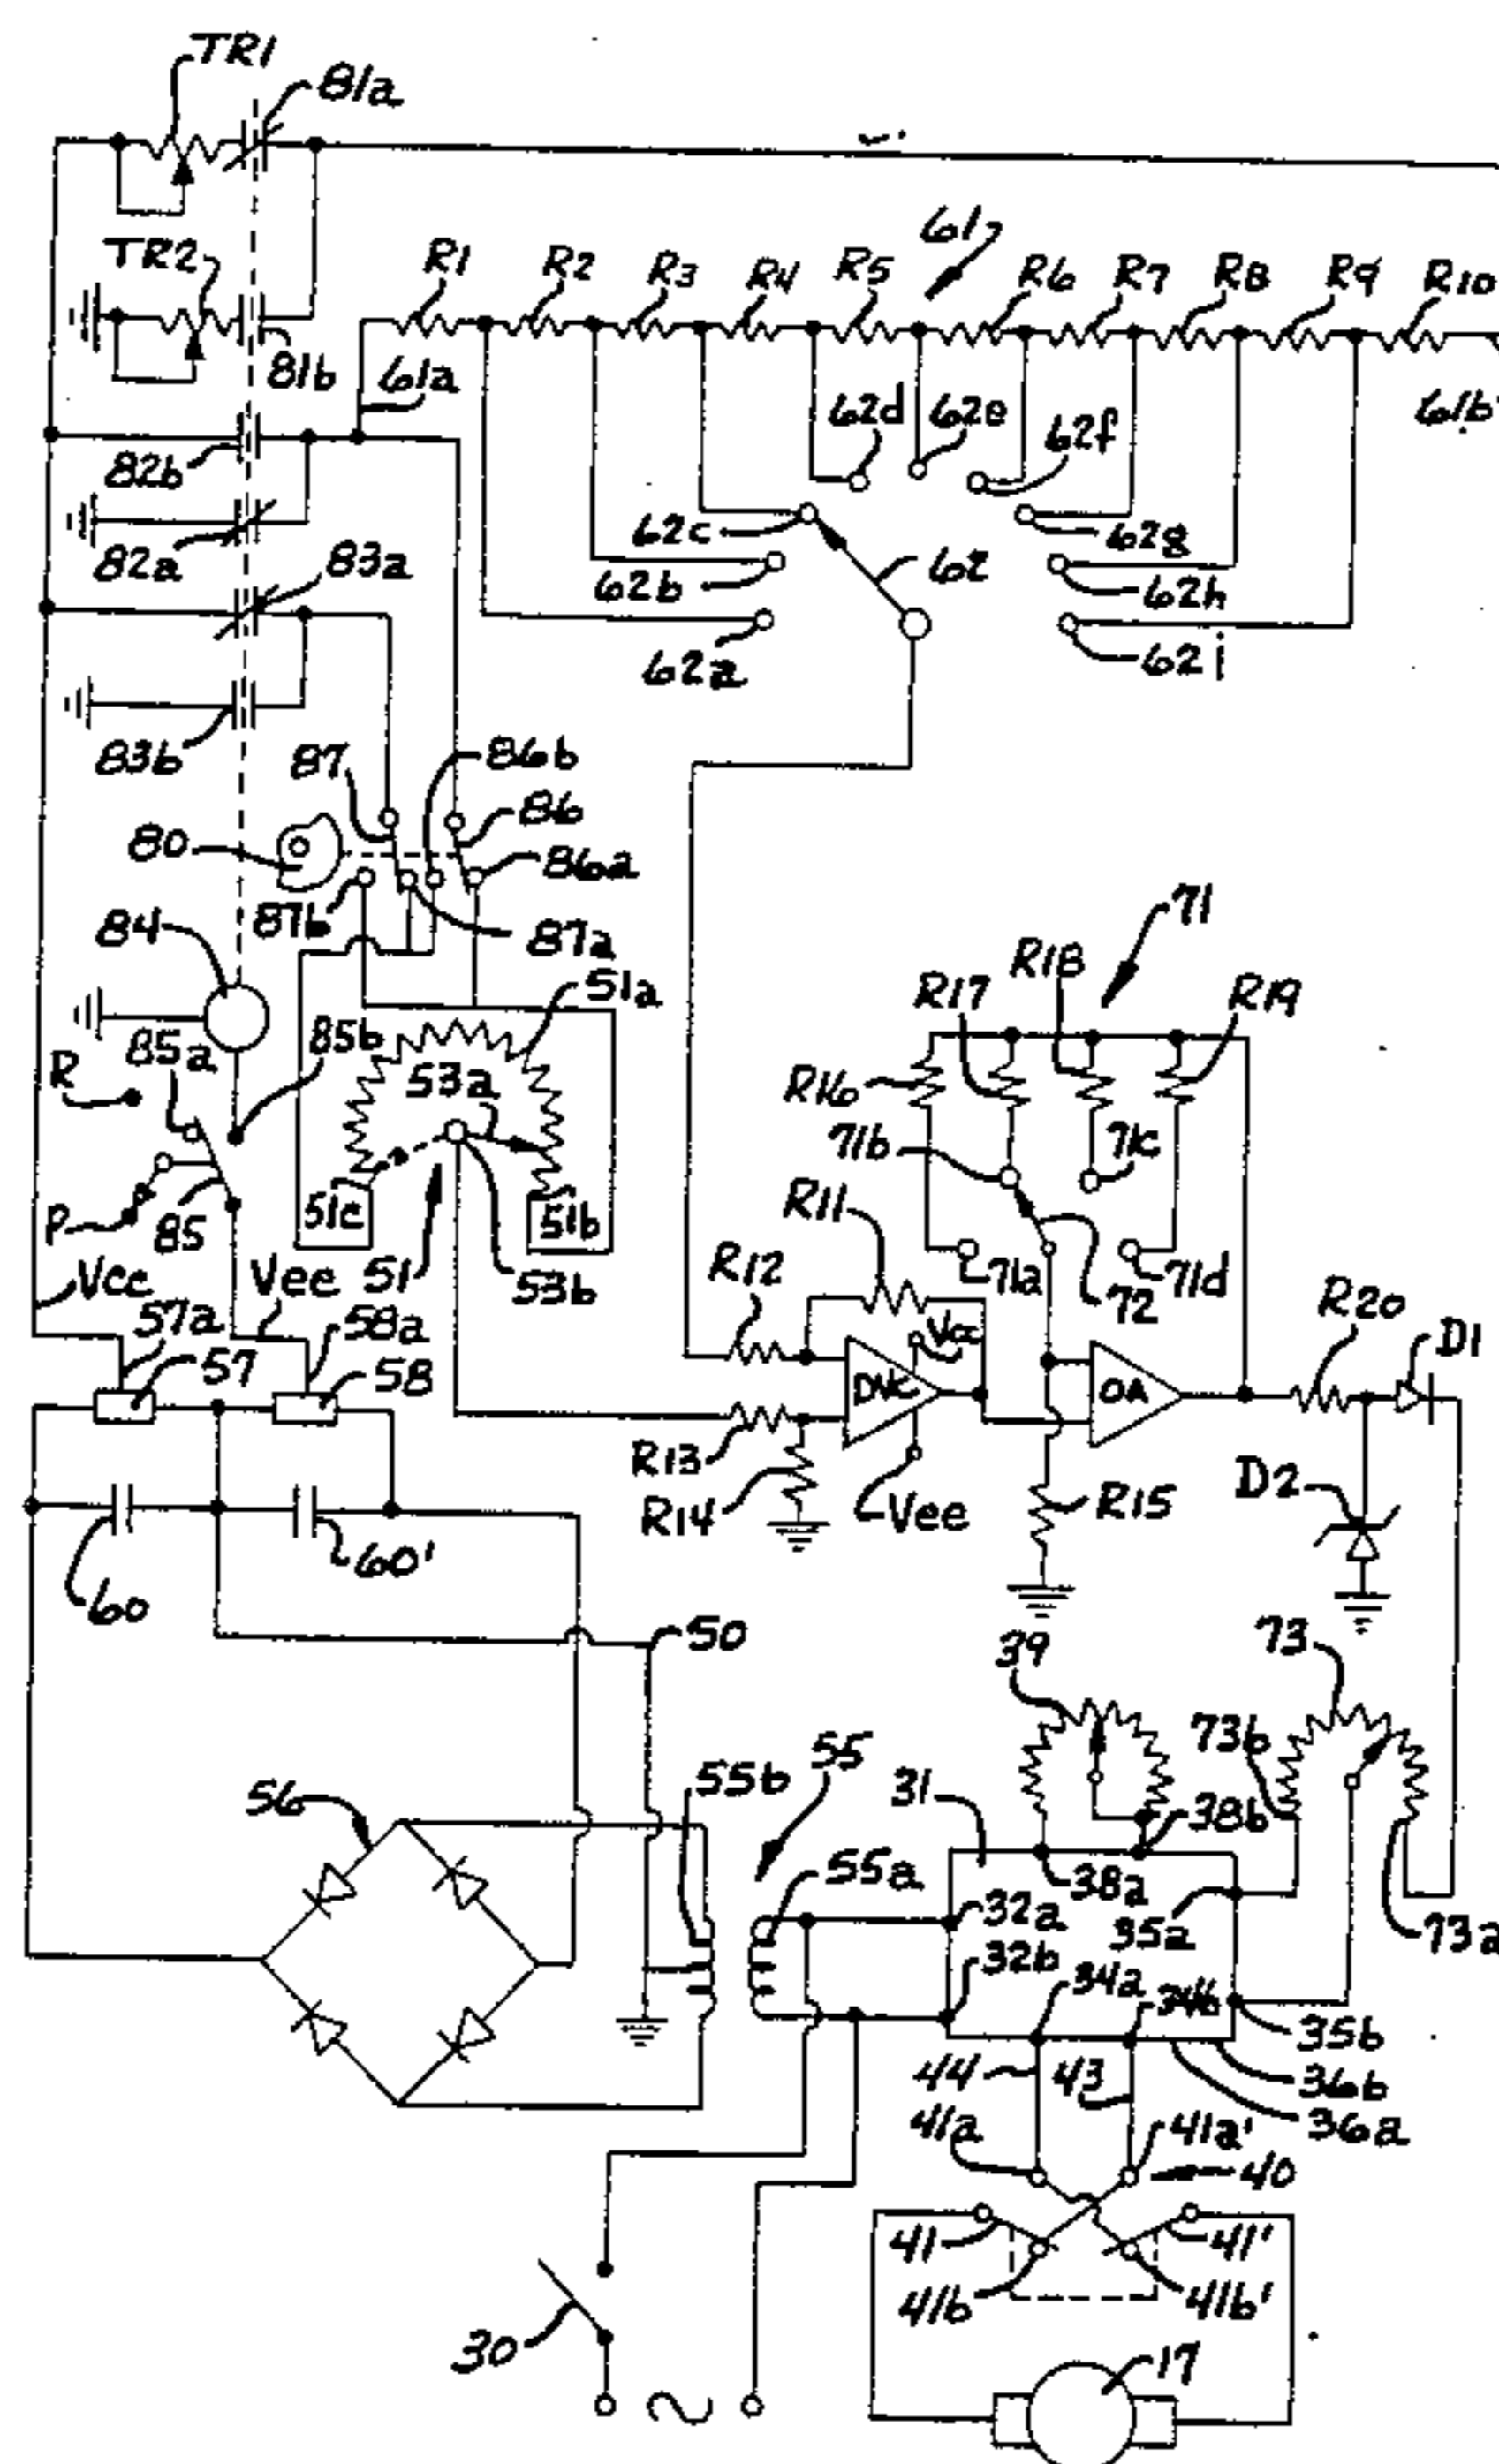 TR1
81a
TR2
81b
61
R1
R2
R3
R4
R5
R6
R7
R8
R9
R10
61a
61b
82b
62d
62e
62f
82a
83a
62c
62g
62b
62
62h
62a
62i
83b
87
86b
86
80
86a
87b
87a
84
51a
71
R17
R18
R19
85a
85b
53a
R
R16
71b
71c
P
85
51c
51b
R11
Vcc
Vee
51
53b
R12
71a
72
71d
57a
58a
R20
57
58
Vcc
DVC
OA
D1
R13
R14
Vee
R15
D2
60
60'
50
39
73
73b
56
55b
55
31
38b
55a
38a
32a
35a
73a
32b
34a
34b
35b
44
43
36b
36a
41a
41a'
40
41
41'
41b
41b'
30
17